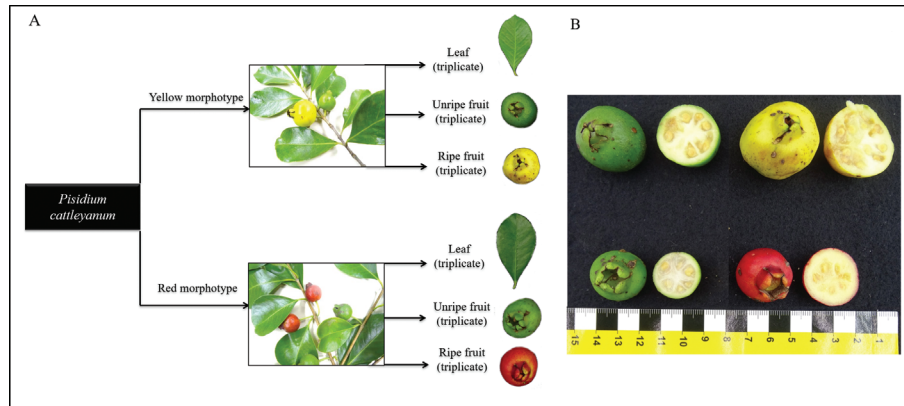 A
B
Pisidium
cattleyanum
Yellow morphotype
Leaf
(triplicate)
Unripe fruit
(triplicate)
Ripe fruit
(triplicate)
Red morphotype
Leaf
(triplicate)
Unripe fruit
(triplicate)
Ripe fruit
(triplicate)
15 14 13 12 11 10 9 8 7 6 5 4 3 2 1